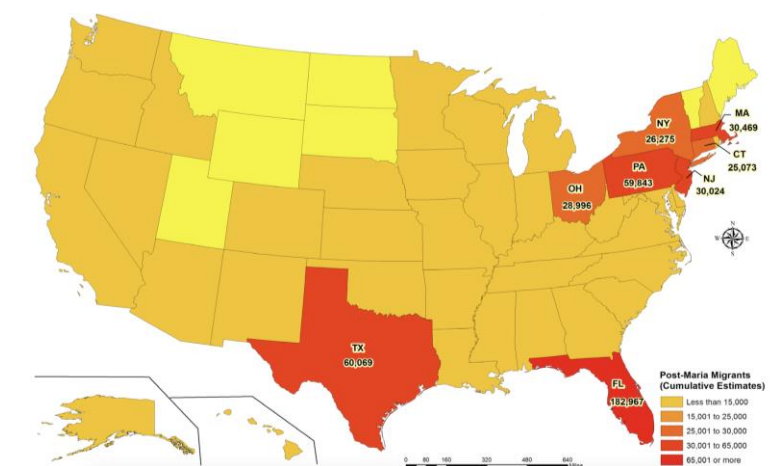 MA
30,469
NY
26,275
CT
25,073
PA
59,843
NJ
30,024
OH
28,996
N
W E
S
TX
60,069
FL
182,967
Post-Maria Migrants
(Cumulative Estimates)
Less than 15,000
15,001 to 25,000
25,001 to 30,000
30,001 to 65,000
65,001 or more
0 80 160 320 480 640